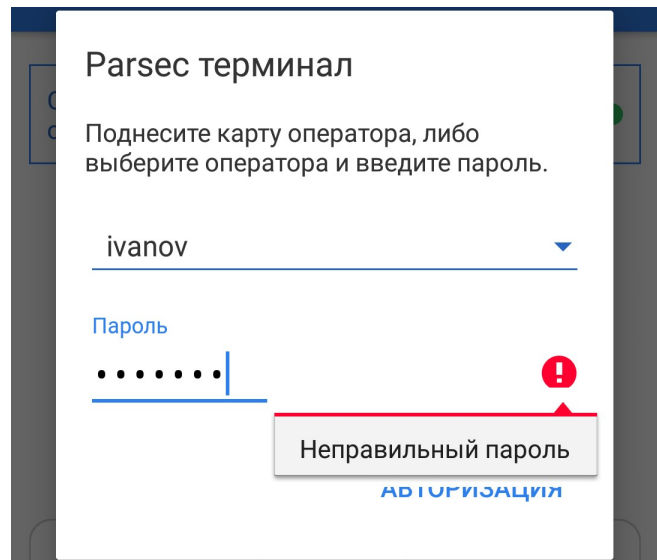 Parsec терминал
Поднесите карту оператора, либо
выберите оператора и введите пароль.
ivanov
Пароль
•••••••
Неправильный пароль
АВТОРИЗАЦИЯ